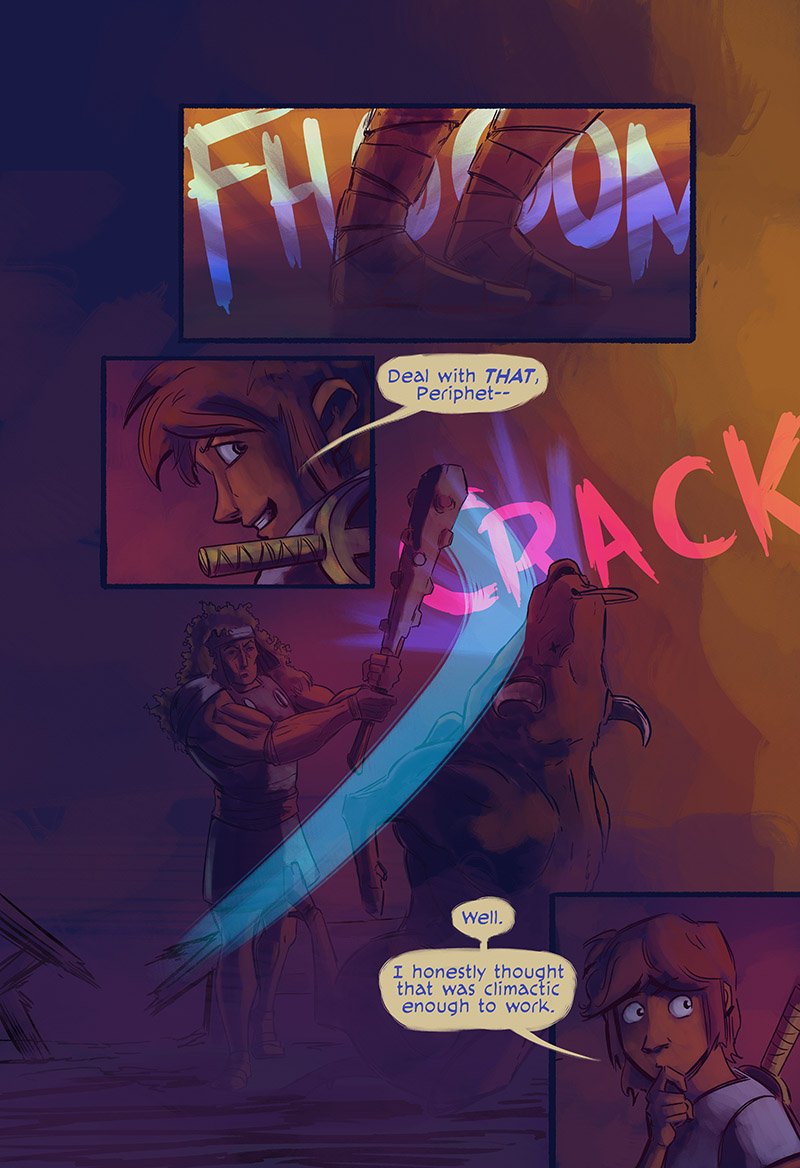 FHOOOM
Deal with THAT,
Periphet--
CRACK
Well.
I honestly thought
that was climactic
enough to work.